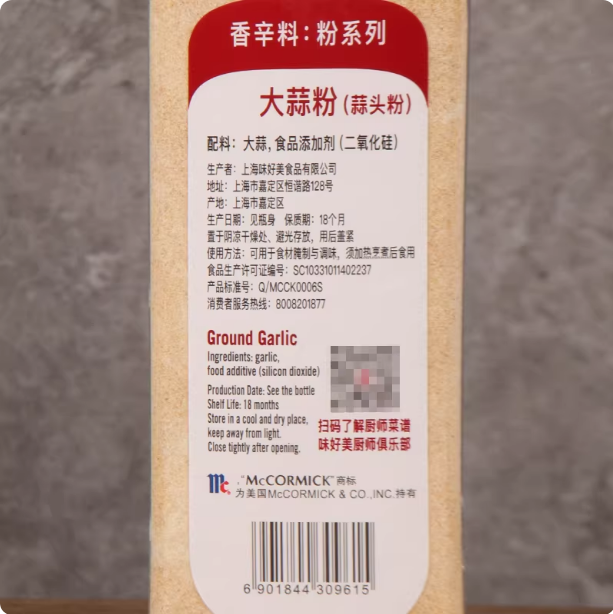 香辛料：粉系列
大蒜粉（蒜头粉）
配料：大蒜，食品添加剂（二氧化硅）
生产者：上海味好美食品有限公司
地址：上海市嘉定区恒谐路128号
产地：上海市嘉定区
生产日期：见瓶身 保质期：18个月
置于阴凉干燥处、避光存放，用后盖紧
使用方法：可用于食材腌制与调味，须加热烹煮后食用
食品生产许可证编号：SC10331011402237
产品标准号：Q/MCCK0006S
消费者服务热线：8008201877
Ground Garlic
Ingredients: garlic,
food additive (silicon dioxide)
Production Date: See the bottle
Shelf Life: 18 months
Store in a cool and dry place,
keep away from light.
Close tightly after opening.
扫码了解厨师菜谱
味好美厨师俱乐部
Mc "McCORMICK"商标
为美国McCORMICK & CO.,INC.持有
6 901844 309615